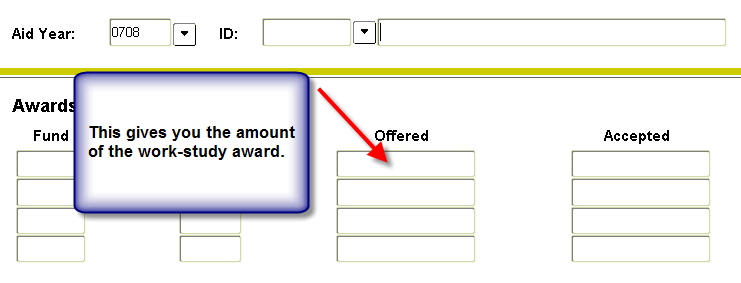 Aid Year: 0708 ID:
Awards
Fund Offered Accepted
This gives you the amount
of the work-study award.